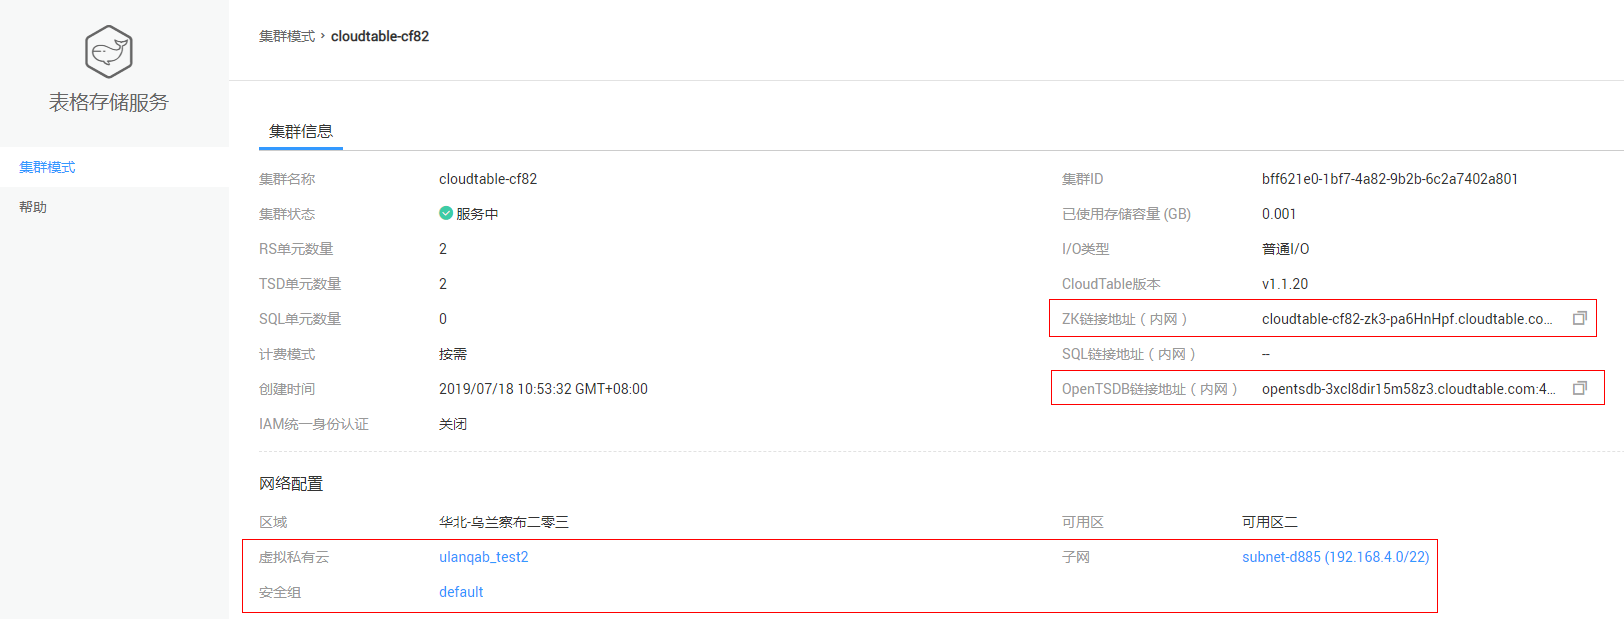 表格存储服务
集群模式
帮助
集群模式 › cloudtable-cf82
集群信息
集群名称 cloudtable-cf82 集群ID bff621e0-1bf7-4a82-9b2b-6c2a7402a801
集群状态 服务中 已使用存储容量 (GB) 0.001
RS单元数量 2 I/O类型 普通I/O
TSD单元数量 2 CloudTable版本 v1.1.20
SQL单元数量 0 ZK链接地址（内网） cloudtable-cf82-zk3-pa6HnHpf.cloudtable.co...
计费模式 按需 SQL链接地址（内网） --
创建时间 2019/07/18 10:53:32 GMT+08:00 OpenTSDB链接地址（内网） opentsdb-3xcl8dir15m58z3.cloudtable.com:4...
IAM统一身份认证 关闭
网络配置
区域 华北-乌兰察布二零三 可用区 可用区二
虚拟私有云 ulanqab_test2 子网 subnet-d885 (192.168.4.0/22)
安全组 default